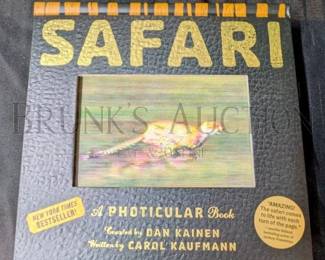 SAFARI
BRUNK'S AUCTION
NEW YORK TIMES
BESTSELLER!
A PHOTICULAR Book
Created by DAN KAINEN
Written by CAROL KAUFMANN
"AMAZING!
The safari comes
to life with each
turn of the page."